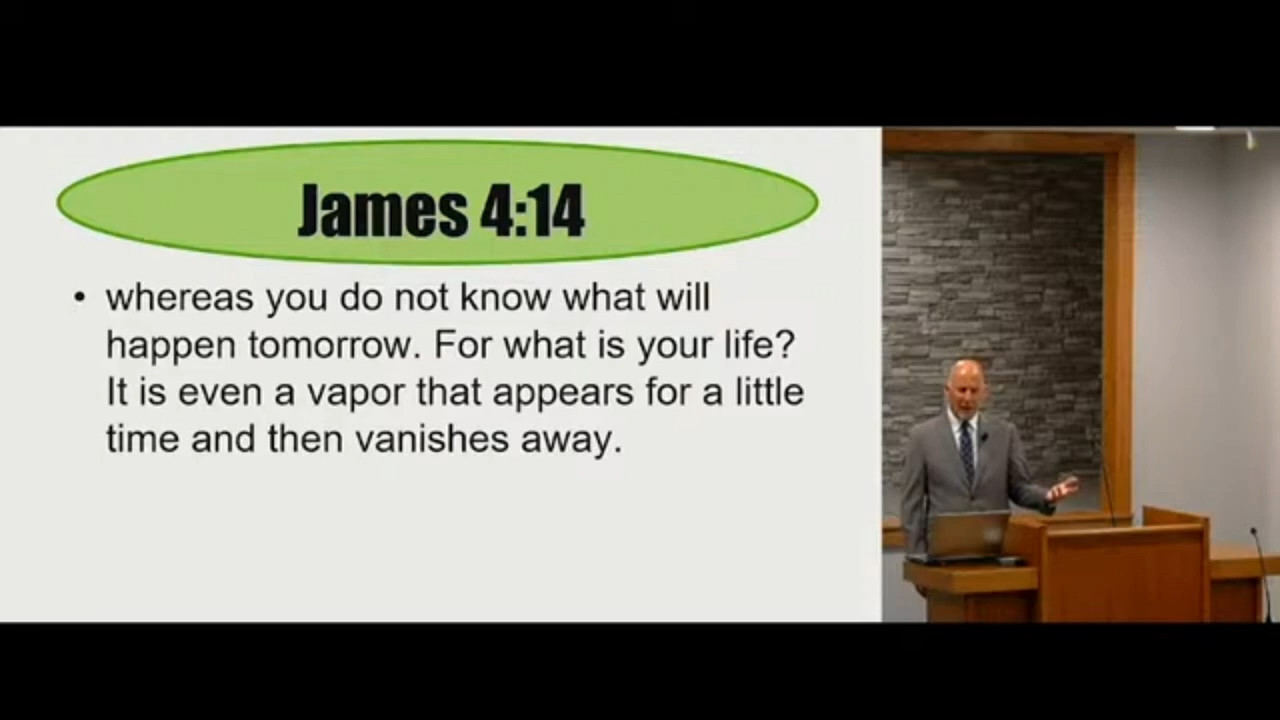 James 4:14
• whereas you do not know what will
happen tomorrow. For what is your life?
It is even a vapor that appears for a little
time and then vanishes away.